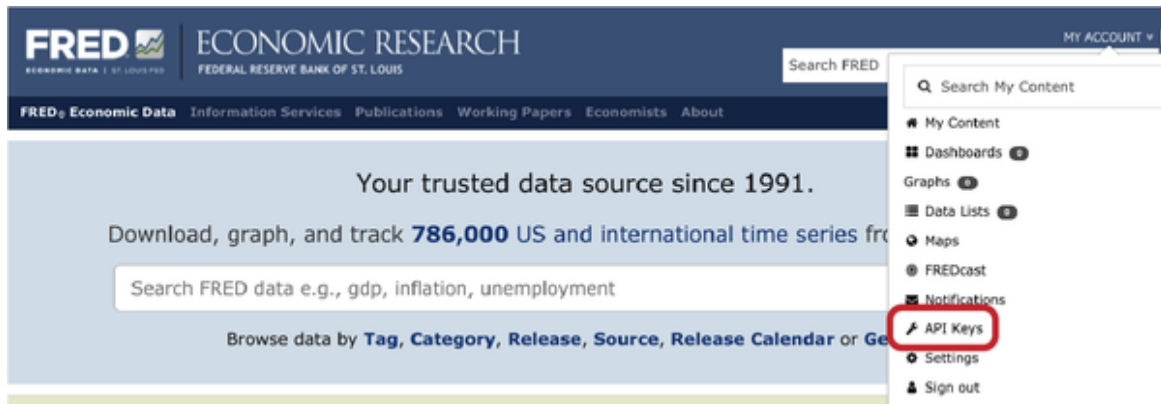 FRED
ECONOMIC DATA | ST. LOUIS FED
ECONOMIC RESEARCH
FEDERAL RESERVE BANK OF ST. LOUIS
MY ACCOUNT
Search FRED
FRED® Economic Data Information Services Publications Working Papers Economists About
Your trusted data source since 1991.
Download, graph, and track 786,000 US and international time series fro
Search FRED data e.g., gdp, inflation, unemployment
Browse data by Tag, Category, Release, Source, Release Calendar or Ge
Search My Content
My Content
Dashboards 0
Graphs 0
Data Lists 0
Maps
FREDcast
Notifications
API Keys
Settings
Sign out